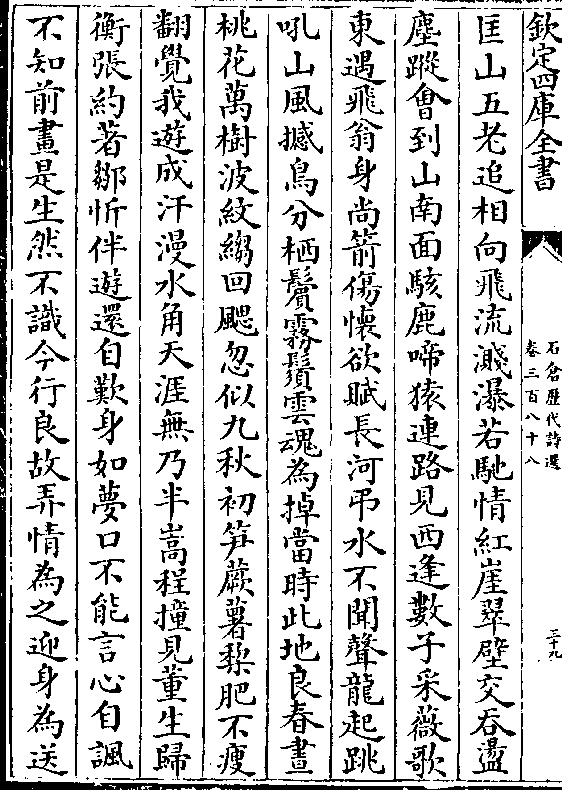 欽定四庫全書
石倉歷代詩選
卷三百八十八
三十九
匡山五老追相向飛流濺瀑若馳情紅崖翠壁交吞盪
塵蹤曾到山南面駭鹿啼猿連路見西逢數子采薇歌
東遇飛翁身尚箭傷懷欲賦長河弔水不聞聲龍起跳
吼山風撼鳥分栖鬢霧鬚雲魂為掉當時此地良春晝
桃花萬樹波紋縐回颸忽似九秋初笋蕨薯藜肥不瘦
翻覺我遊成汗漫水角天涯無乃半嵩程撞見董生歸
衡張約著鄒忻伴遊還自歎身如夢口不能言心自諷
不知前畫是生然不識今行良故弄情為之迎身為送